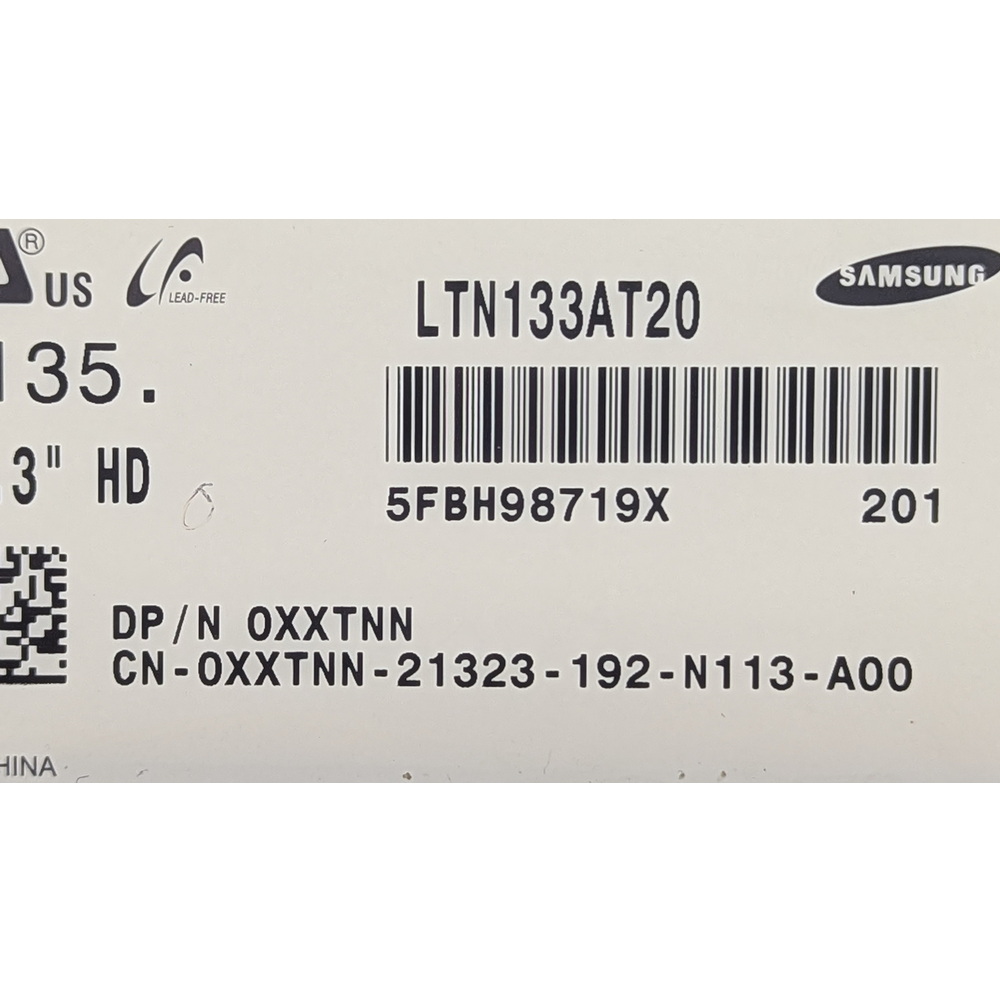 ® US
LEAD-FREE
SAMSUNG
LTN133AT20
135.
.3" HD
5FBH98719X 201
DP/N 0XXTNN
CN-0XXTNN-21323-192-N113-A00
HINA